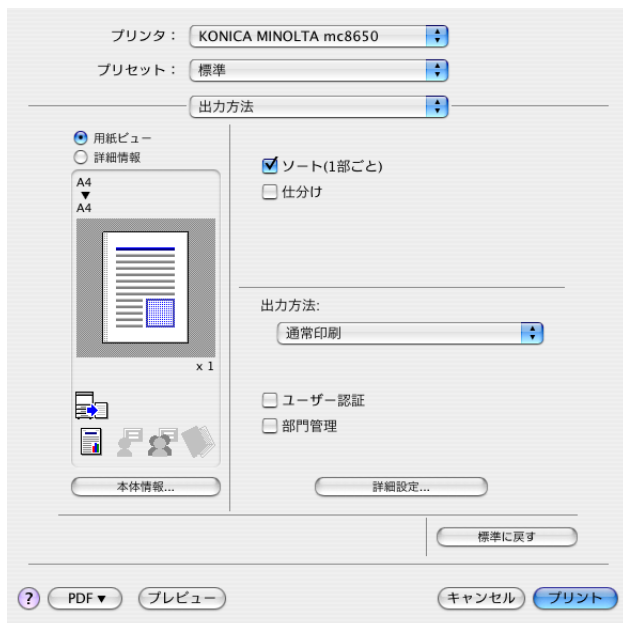 プリンタ： KONICA MINOLTA mc8650
プリセット： 標準
出力方法
用紙ビュー
詳細情報
A4
▼
A4
x 1
本体情報...
ソート(1部ごと)
仕分け
出力方法:
通常印刷
ユーザー認証
部門管理
詳細設定...
標準に戻す
? PDF▼ プレビュー キャンセル プリント